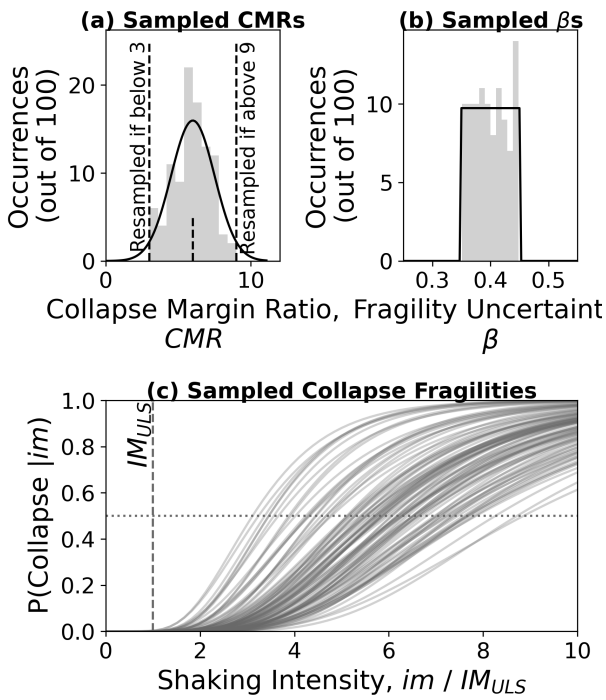 (a) Sampled CMRs
Occurrences
(out of 100)
20
10
0
Resampled if below 3
Resampled if above 9
0
10
Collapse Margin Ratio,
CMR
(b) Sampled βs
Occurrences
(out of 100)
10
5
0
0.3
0.4
0.5
Fragility Uncertaint
β
(c) Sampled Collapse Fragilities
P(Collapse |im)
1.0
0.8
0.6
0.4
0.2
0.0
IM_ULS
0
2
4
6
8
10
Shaking Intensity, im / IM_ULS